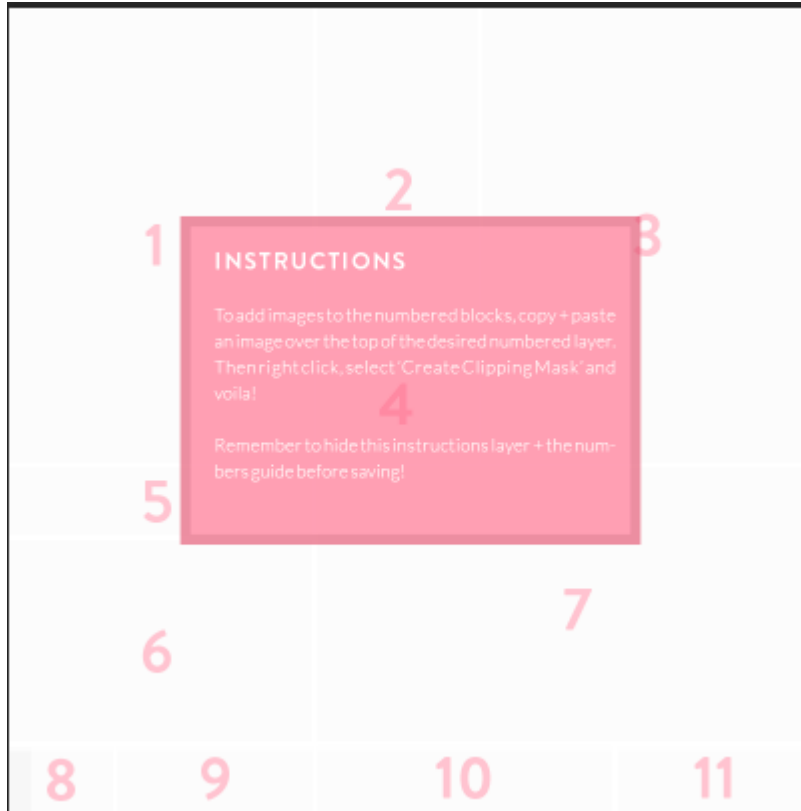 2
1
3
INSTRUCTIONS
To add images to the numbered blocks, copy + paste
an image over the top of the desired numbered layer.
Then right click, select 'Create Clipping Mask' and
voila!
4
Remember to hide this instructions layer + the num-
bers guide before saving!
5
7
6
8 9 10 11